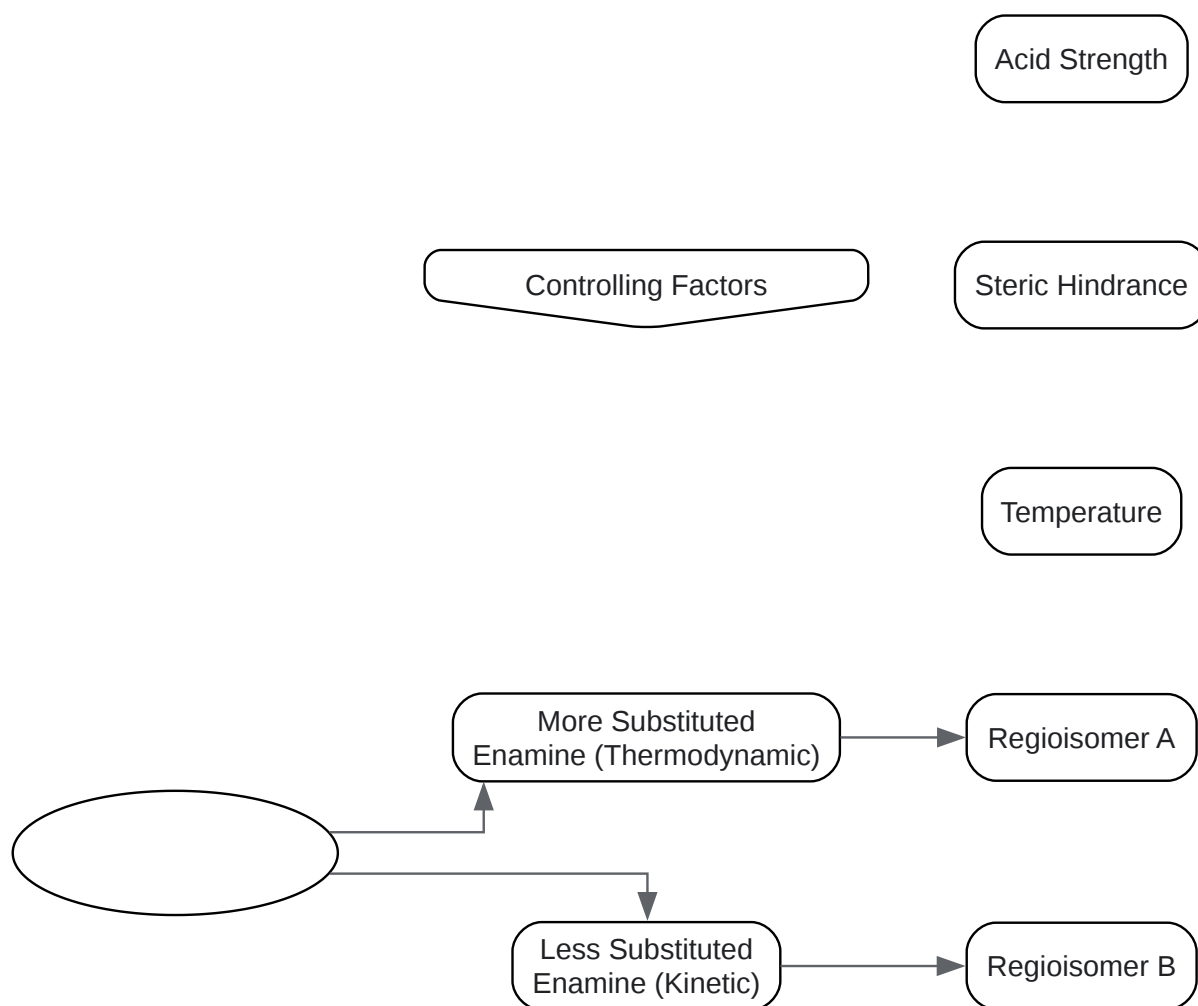 Acid Strength
Controlling Factors
Steric Hindrance
Temperature
More Substituted
Enamine (Thermodynamic)
Regioisomer A
Less Substituted
Enamine (Kinetic)
Regioisomer B